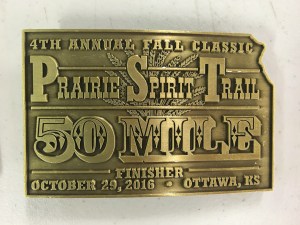 4TH ANNUAL FALL CLASSIC
PRAIRIE SPIRIT TRAIL
50 MILE
FINISHER
OCTOBER 29, 2016 • OTTAWA, KS